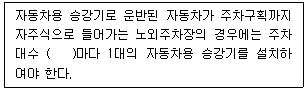 자동차용 승강기로 운반된 자동차가 주차구획까지
자주식으로 들어가는 노외주차장의 경우에는 주차
대수 (    )마다 1대의 자동차용 승강기를 설치하
여야 한다.